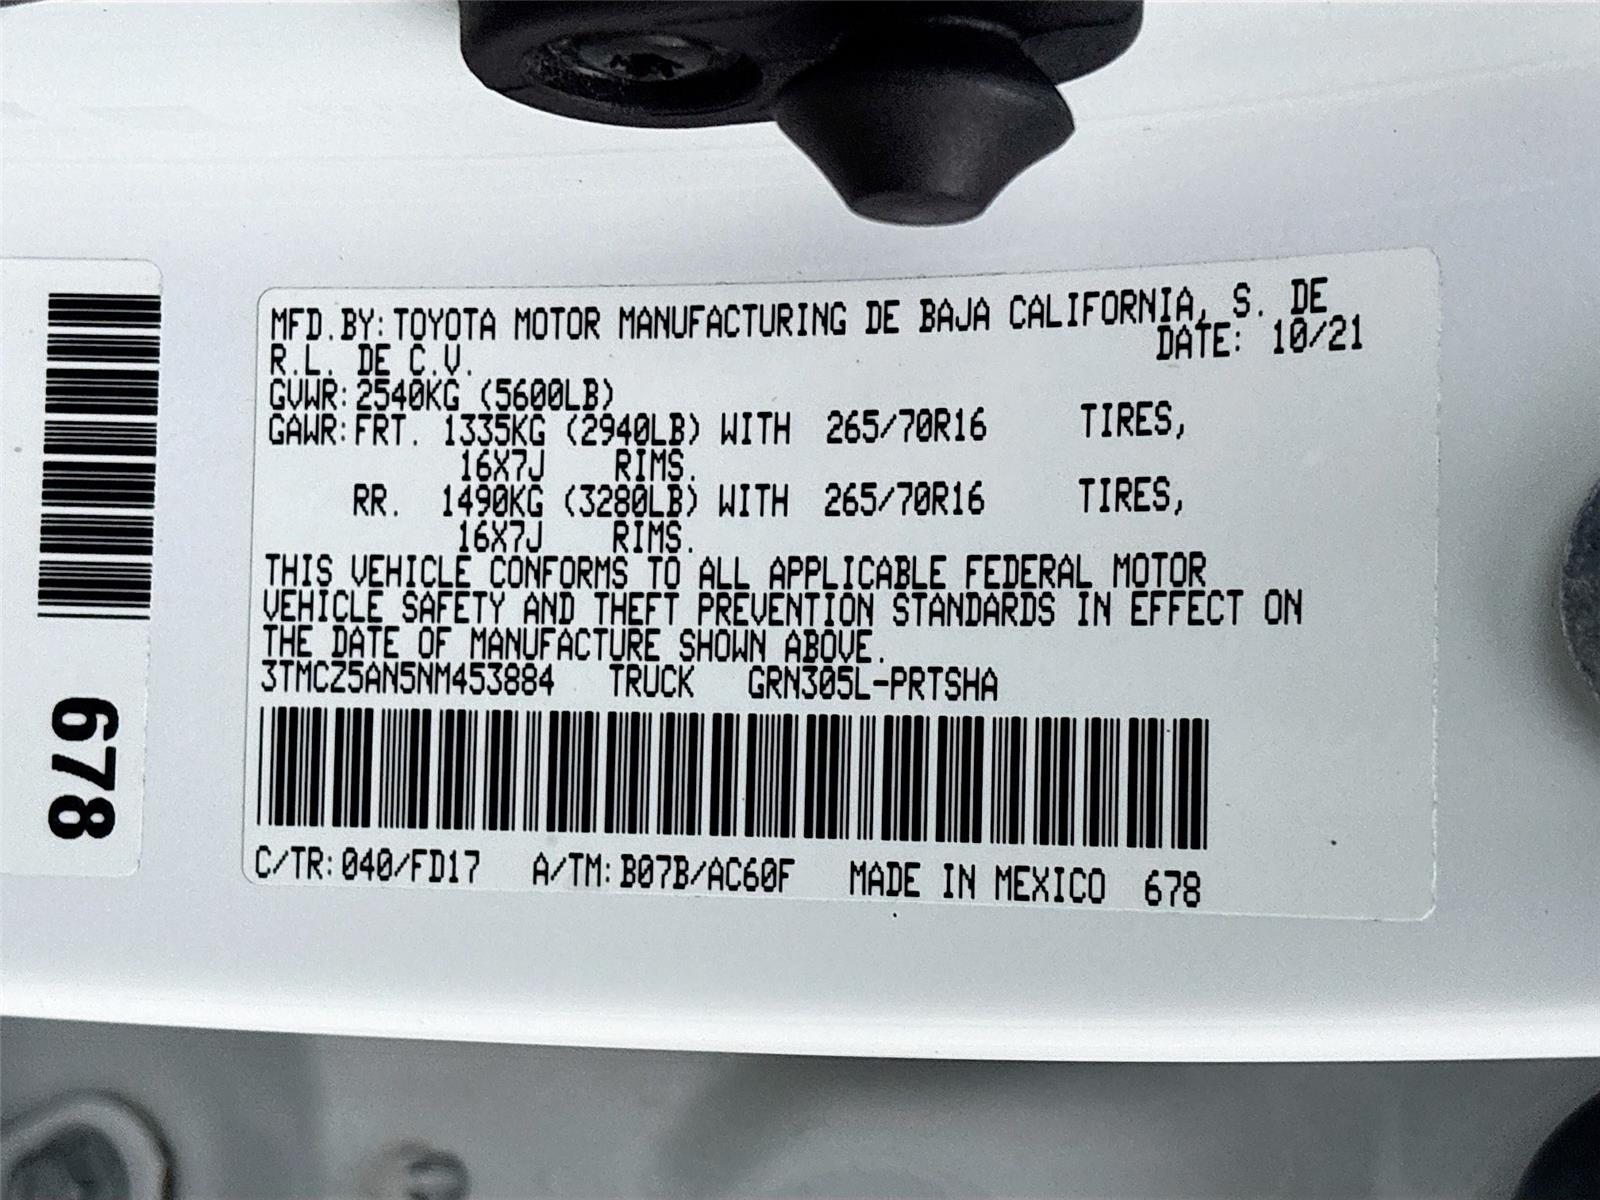 MFD.BY:TOYOTA MOTOR MANUFACTURING DE BAJA CALIFORNIA, S. DE
R.L. DE C.V. DATE: 10/21
GVWR:2540KG (5600LB)
GAWR:FRT. 1335KG (2940LB) WITH 265/70R16 TIRES,
16X7J RIMS.
RR. 1490KG (3280LB) WITH 265/70R16 TIRES,
16X7J RIMS.
THIS VEHICLE CONFORMS TO ALL APPLICABLE FEDERAL MOTOR
VEHICLE SAFETY AND THEFT PREVENTION STANDARDS IN EFFECT ON
THE DATE OF MANUFACTURE SHOWN ABOVE.
3TMCZ5AN5NM453884 TRUCK GRN305L-PRTSHA
C/TR:040/FD17 A/TM:B07B/AC60F MADE IN MEXICO 678
678